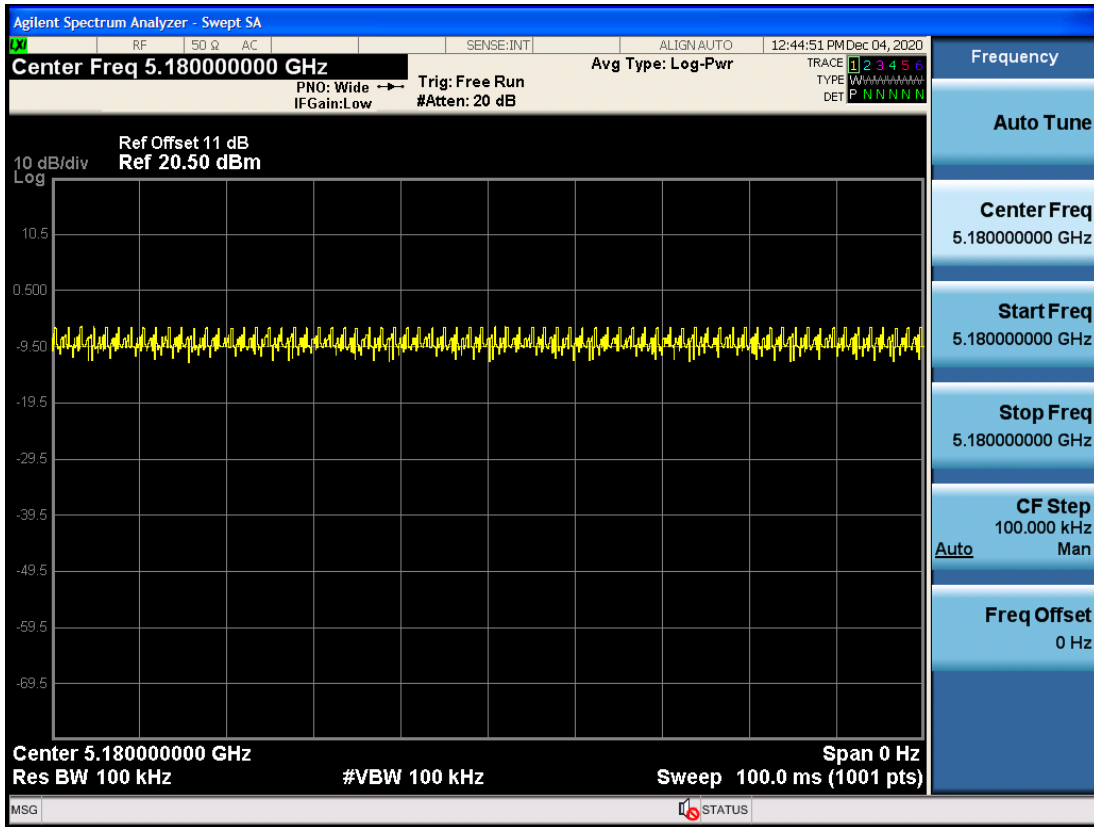 Agilent Spectrum Analyzer - Swept SA
LXI RF 50 Ω AC SENSE:INT ALIGN AUTO 12:44:51 PM Dec 04, 2020
Center Freq 5.180000000 GHz
PNO: Wide
IFGain:Low
Trig: Free Run
#Atten: 20 dB
Avg Type: Log-Pwr
TRACE 1 2 3 4 5 6
TYPE WWWWWW
DET P N N N N N
Ref Offset 11 dB
10 dB/div Ref 20.50 dBm
Log
10.5
0.500
-9.50
-19.5
-29.5
-39.5
-49.5
-59.5
-69.5
Center 5.180000000 GHz Span 0 Hz
Res BW 100 kHz #VBW 100 kHz Sweep 100.0 ms (1001 pts)
MSG STATUS
Frequency
Auto Tune
Center Freq
5.180000000 GHz
Start Freq
5.180000000 GHz
Stop Freq
5.180000000 GHz
CF Step
100.000 kHz
Auto Man
Freq Offset
0 Hz